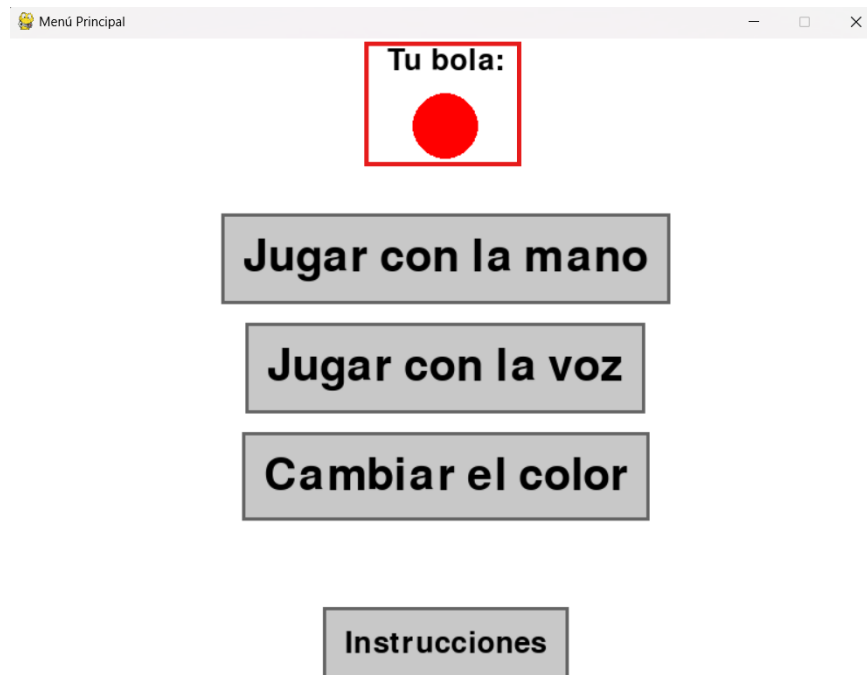 Menú Principal
Tu bola:
Jugar con la mano
Jugar con la voz
Cambiar el color
Instrucciones